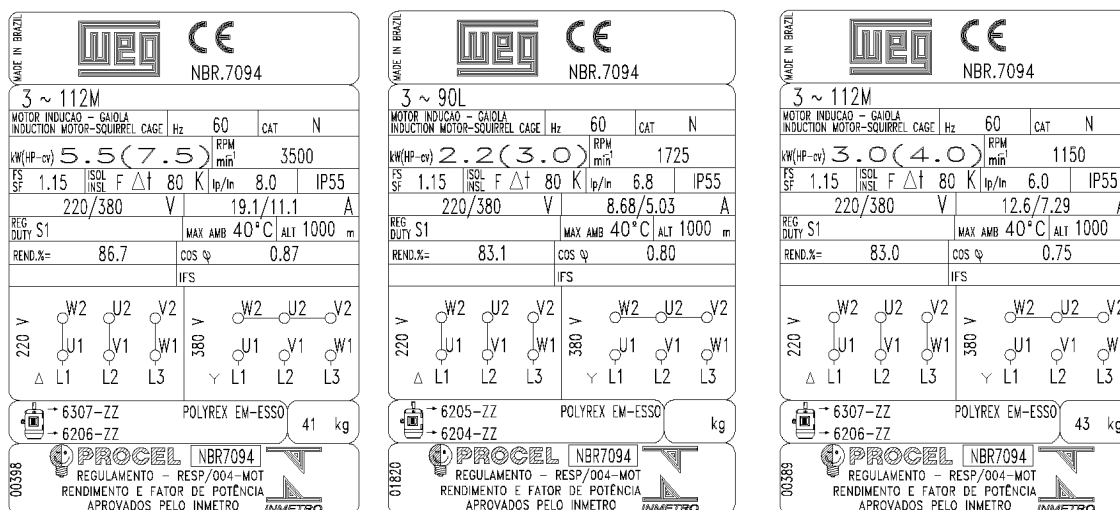 MADE IN BRAZIL
WEG
CE
NBR.7094
3 ~ 112M
MOTOR INDUCAO - GAIOLA
INDUCTION MOTOR-SQUIRREL CAGE Hz 60 CAT N
kW(HP-cv) 5.5(7.5) RPM min-1 3500
FS SF 1.15 ISOL INSL F Δt 80 K Ip/In 8.0 IP55
220/380 V 19.1/11.1 A
REG DUTY S1 MAX AMB 40°C ALT 1000 m
REND.%= 86.7 cos φ 0.87
IFS
W2 U2 V2 W2 U2 V2
220 V 380 V
U1 V1 W1 U1 V1 W1
Δ L1 L2 L3 Y L1 L2 L3
→ 6307-ZZ POLYREX EM-ESSO 41 kg
→ 6206-ZZ
PROCEL NBR7094
00398
REGULAMENTO - RESP/004-MOT
RENDIMENTO E FATOR DE POTÊNCIA
APROVADOS PELO INMETRO INMETRO
MADE IN BRAZIL
WEG
CE
NBR.7094
3 ~ 90L
MOTOR INDUCAO - GAIOLA
INDUCTION MOTOR-SQUIRREL CAGE Hz 60 CAT N
kW(HP-cv) 2.2(3.0) RPM min-1 1725
FS SF 1.15 ISOL INSL F Δt 80 K Ip/In 6.8 IP55
220/380 V 8.68/5.03 A
REG DUTY S1 MAX AMB 40°C ALT 1000 m
REND.%= 83.1 cos φ 0.80
IFS
W2 U2 V2 W2 U2 V2
220 V 380 V
U1 V1 W1 U1 V1 W1
Δ L1 L2 L3 Y L1 L2 L3
→ 6205-ZZ POLYREX EM-ESSO kg
→ 6204-ZZ
PROCEL NBR7094
01820
REGULAMENTO - RESP/004-MOT
RENDIMENTO E FATOR DE POTÊNCIA
APROVADOS PELO INMETRO INMETRO
MADE IN BRAZIL
WEG
CE
NBR.7094
3 ~ 112M
MOTOR INDUCAO - GAIOLA
INDUCTION MOTOR-SQUIRREL CAGE Hz 60 CAT N
kW(HP-cv) 3.0(4.0) RPM min-1 1150
FS SF 1.15 ISOL INSL F Δt 80 K Ip/In 6.0 IP55
220/380 V 12.6/7.29 A
REG DUTY S1 MAX AMB 40°C ALT 1000
REND.%= 83.0 cos φ 0.75
IFS
W2 U2 V2 W2 U2 V2
220 V 380 V
U1 V1 W1 U1 V1 W
Δ L1 L2 L3 Y L1 L2 L3
→ 6307-ZZ POLYREX EM-ESSO 43 kg
→ 6206-ZZ
PROCEL NBR7094
00389
REGULAMENTO - RESP/004-MOT
RENDIMENTO E FATOR DE POTÊNCIA
APROVADOS PELO INMETRO INMETRO